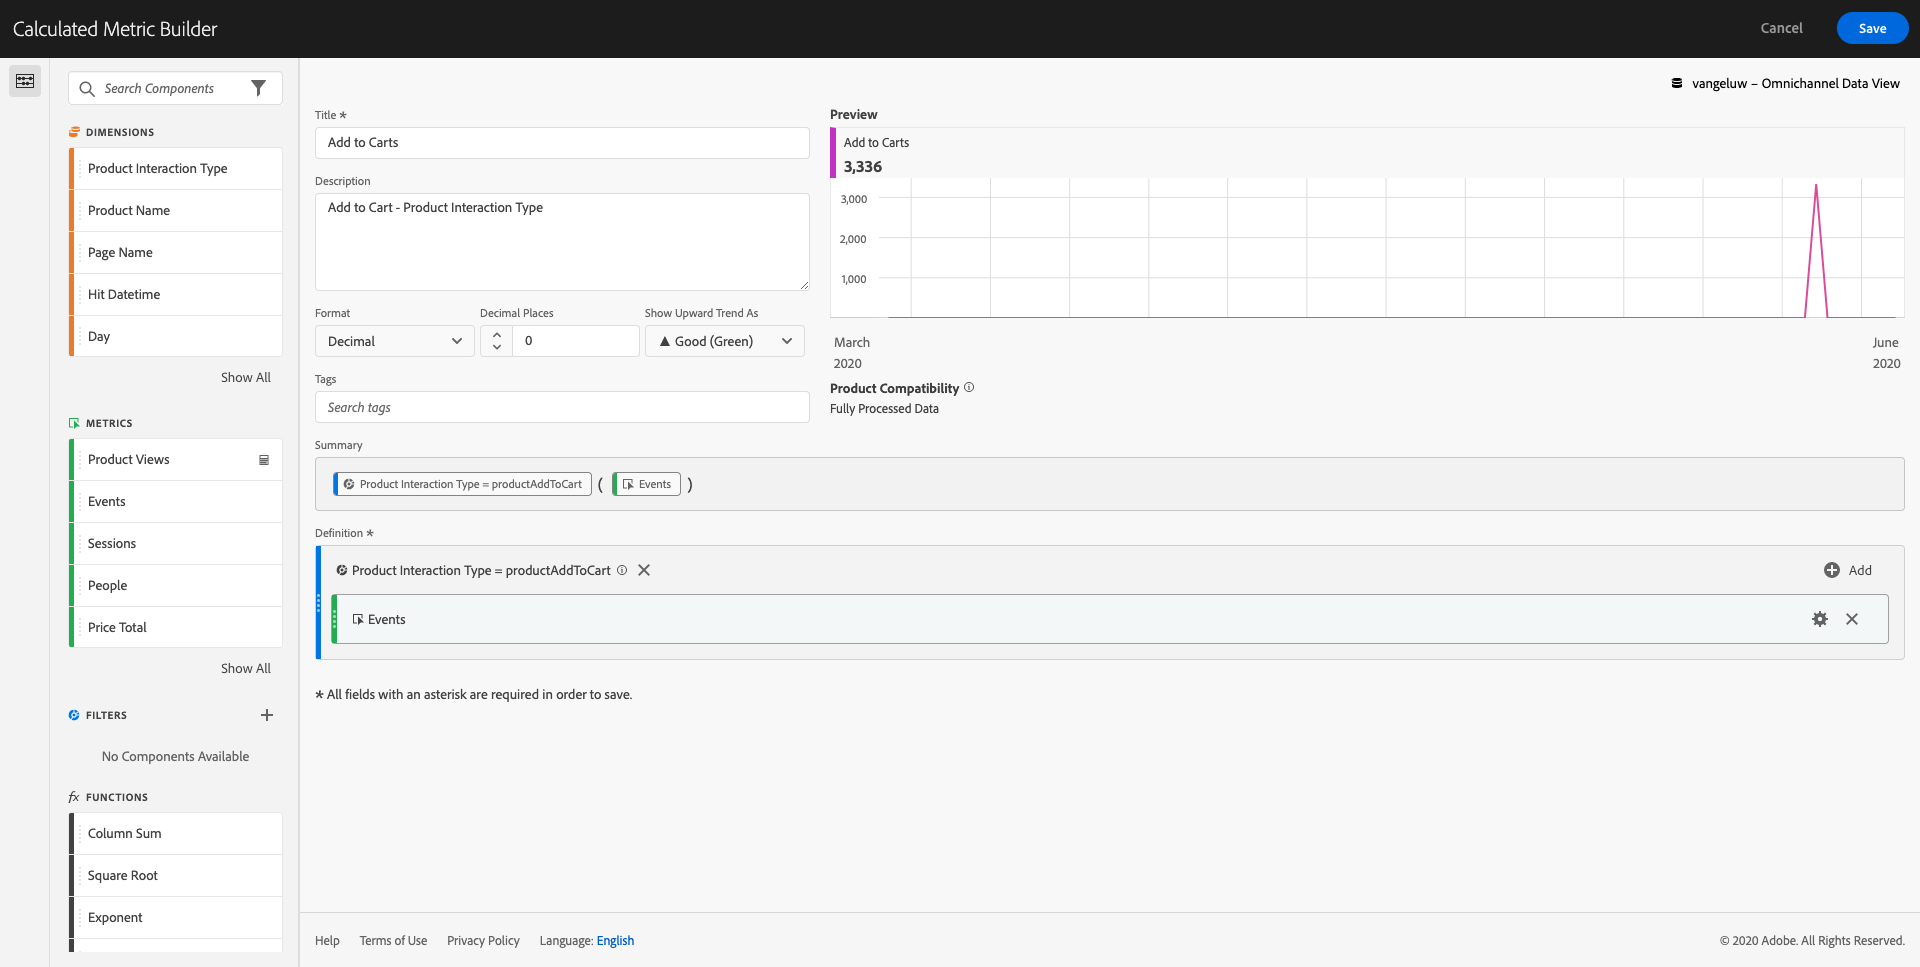 Calculated Metric Builder
Cancel
Save
Search Components
vangeluw – Omnichannel Data View
DIMENSIONS
Product Interaction Type
Product Name
Page Name
Hit Datetime
Day
Show All
METRICS
Product Views
Events
Sessions
People
Price Total
Show All
FILTERS
No Components Available
fx FUNCTIONS
Column Sum
Square Root
Exponent
Title *
Add to Carts
Description
Add to Cart - Product Interaction Type
Format
Decimal
Decimal Places
0
Show Upward Trend As
Good (Green)
Tags
Search tags
Preview
Add to Carts
3,336
3,000
2,000
1,000
March
2020
June
2020
Product Compatibility
Fully Processed Data
Summary
Product Interaction Type = productAddToCart ( Events )
Definition *
Product Interaction Type = productAddToCart
Add
Events
* All fields with an asterisk are required in order to save.
Help Terms of Use Privacy Policy Language: English
© 2020 Adobe. All Rights Reserved.